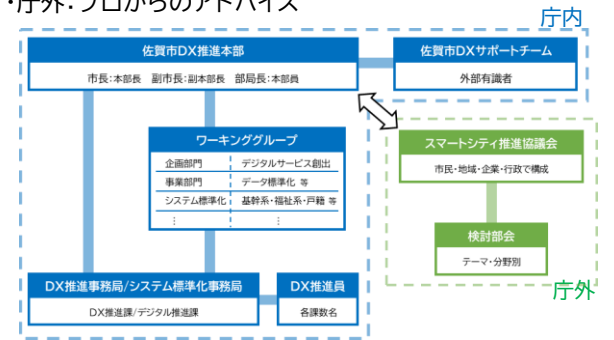 ・庁外：プロからのアドバイス
庁内
佐賀市DX推進本部
市長：本部長 副市長：副本部長 部局長：本部員
佐賀市DXサポートチーム
外部有識者
ワーキンググループ
企画部門 デジタルサービス創出
事業部門 データ標準化 等
システム標準化 基幹系・福祉系・戸籍 等
⋮ ⋮
スマートシティ推進協議会
市民・地域・企業・行政で構成
検討部会
テーマ・分野別
庁外
DX推進事務局/システム標準化事務局
DX推進課/デジタル推進課
DX推進員
各課数名